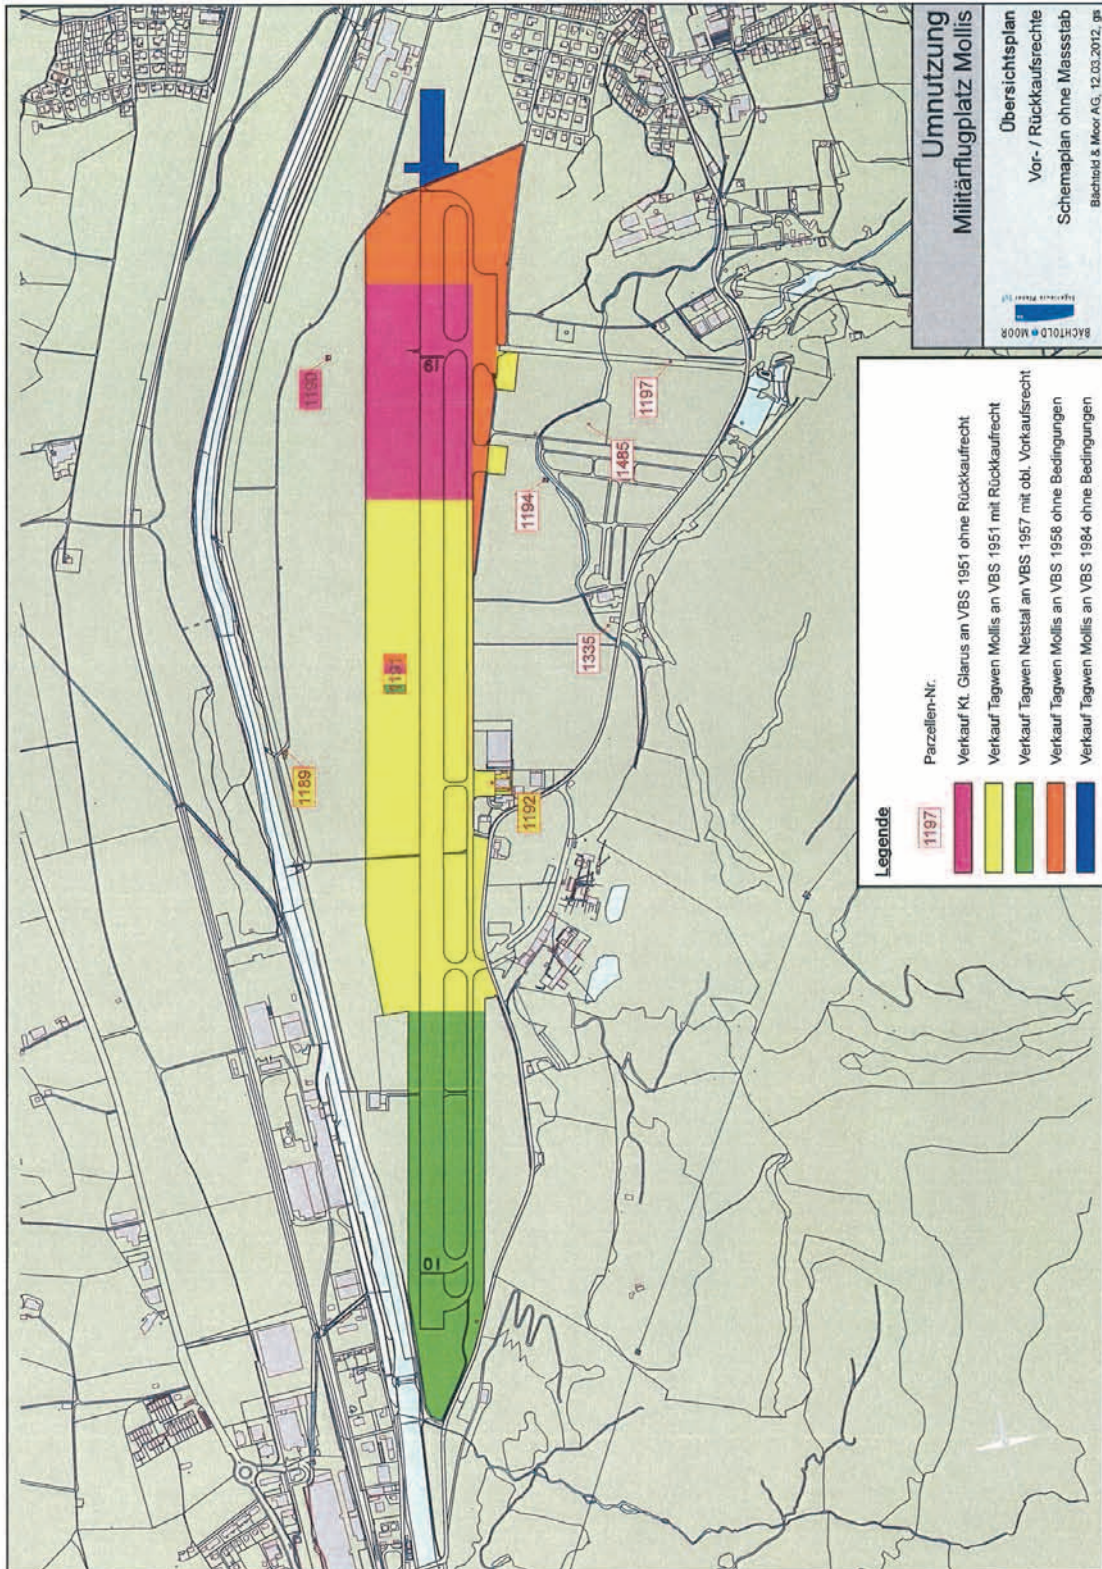 Umnutzung
Militärflugplatz Mollis
Übersichtsplan
Vor- / Rückkaufsrechte
Schemaplan ohne Massstab
Bächtold & Moor AG, 12.03.2012, gs
BÄCHTOLD MOOR
Legende
1197 Parzellen-Nr.
Verkauf Kt. Glarus an VBS 1951 ohne Rückkaufrecht
Verkauf Tagwen Mollis an VBS 1951 mit Rückkaufrecht
Verkauf Tagwen Netstal an VBS 1957 mit obl. Vorkaufsrecht
Verkauf Tagwen Mollis an VBS 1958 ohne Bedingungen
Verkauf Tagwen Mollis an VBS 1984 ohne Bedingungen
1190
19
1197
1485
1194
1335
1191
1189
1192
01